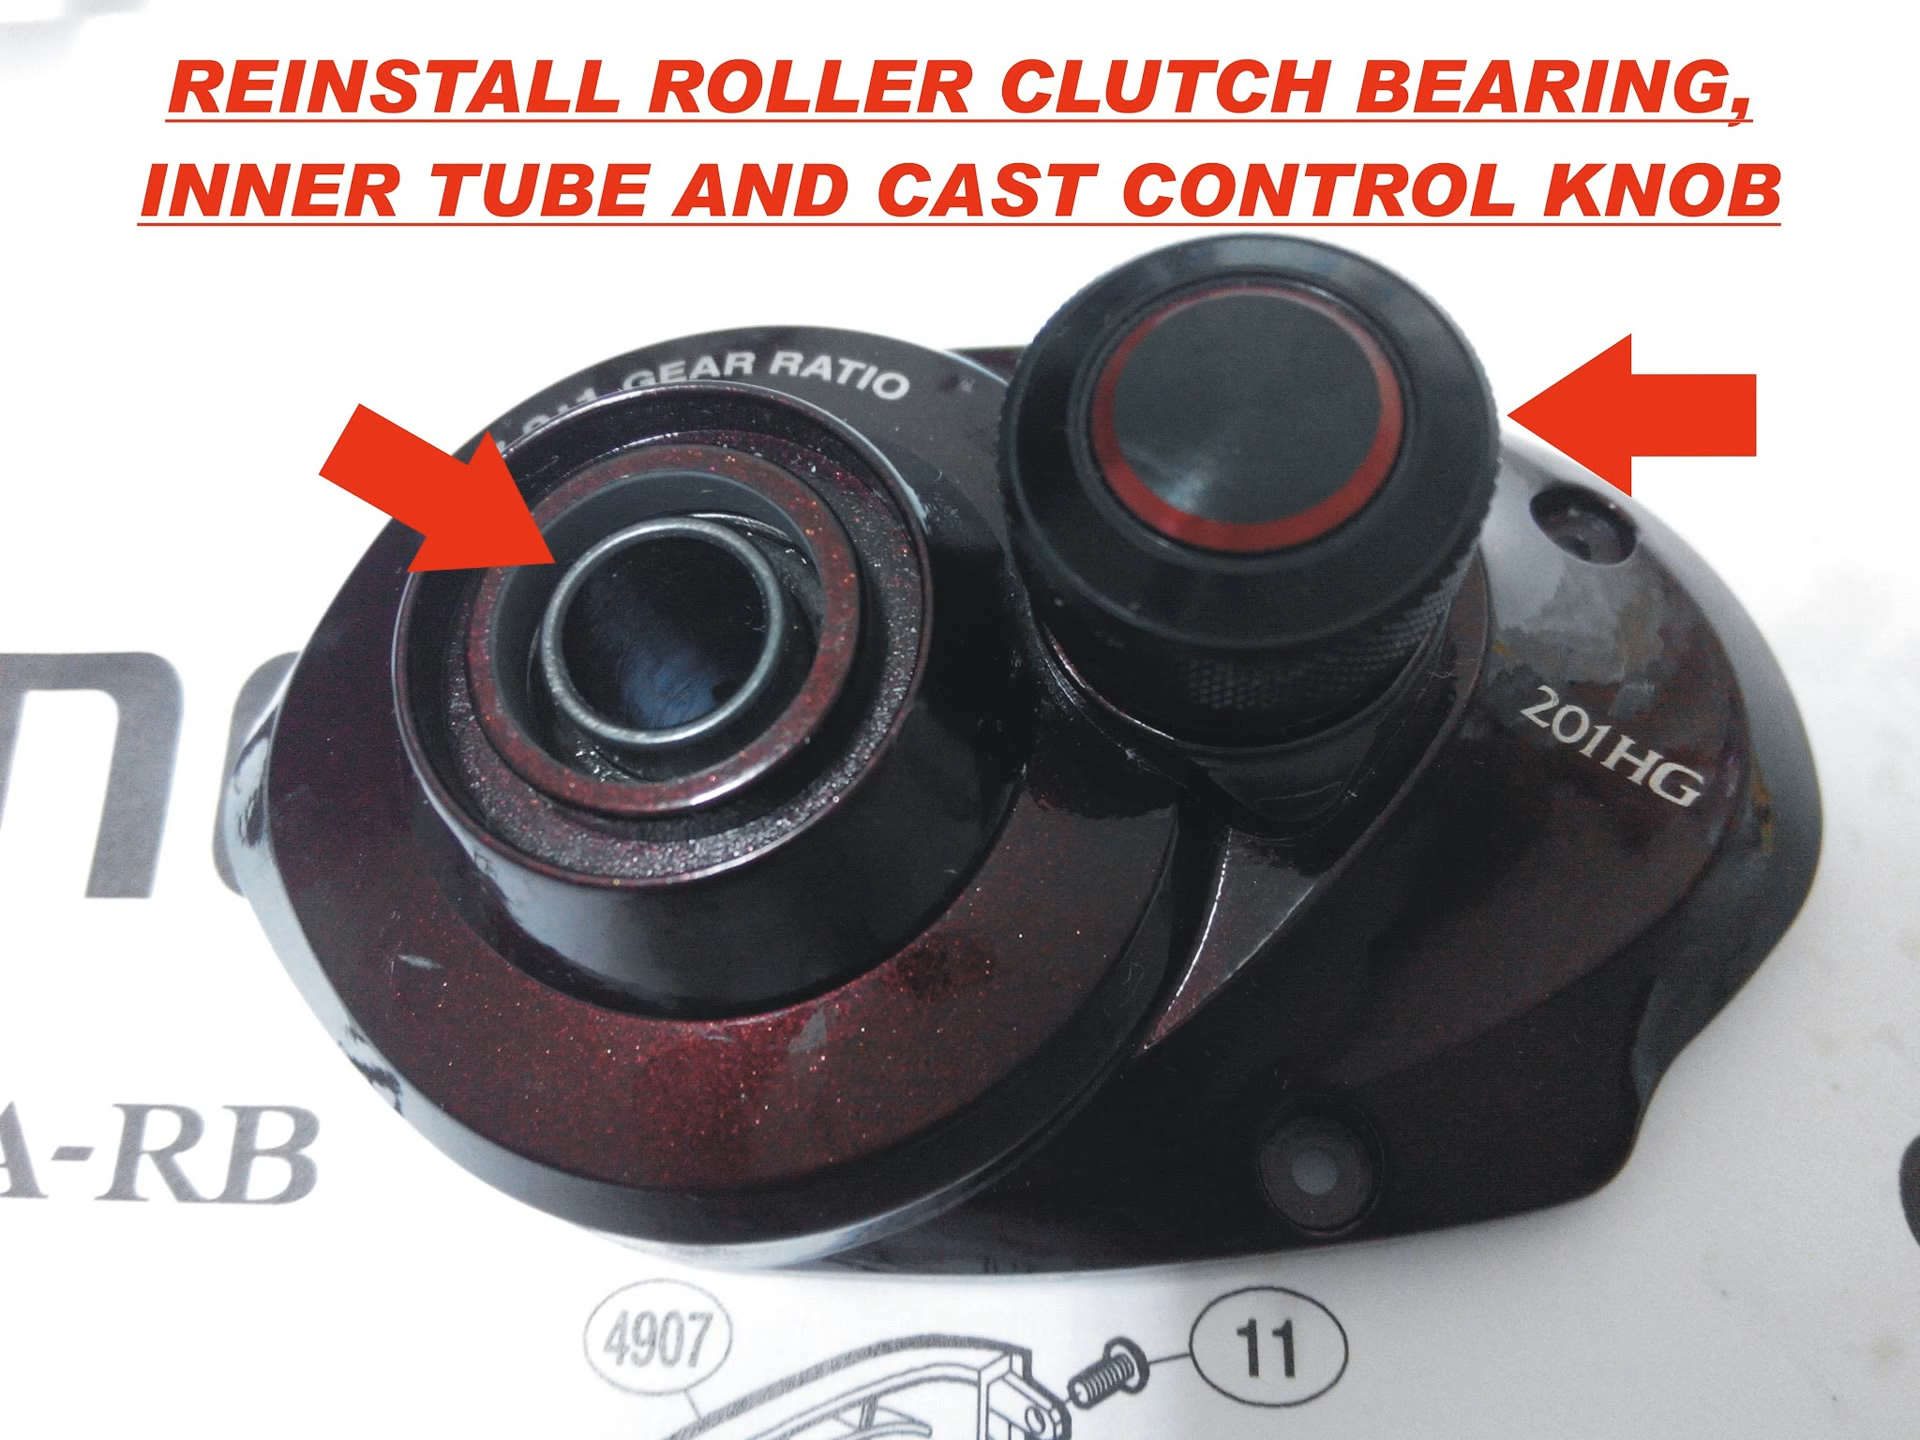 REINSTALL ROLLER CLUTCH BEARING,
INNER TUBE AND CAST CONTROL KNOB
GEAR RATIO
201HG
A-RB
4907
11